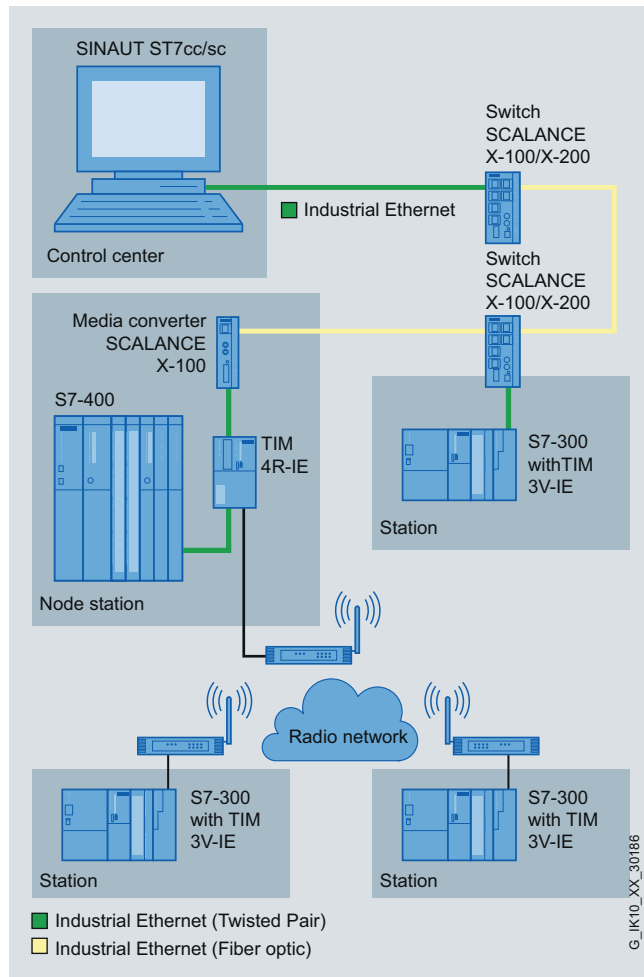 SINAUT ST7cc/sc
Control center
Industrial Ethernet
Switch
SCALANCE
X-100/X-200
Switch
SCALANCE
X-100/X-200
Media converter
SCALANCE
X-100
S7-400
TIM
4R-IE
Node station
S7-300
withTIM
3V-IE
Station
Radio network
S7-300
with TIM
3V-IE
Station
S7-300
with TIM
3V-IE
Station
Industrial Ethernet (Twisted Pair)
Industrial Ethernet (Fiber optic)
G_IK10_XX_30186